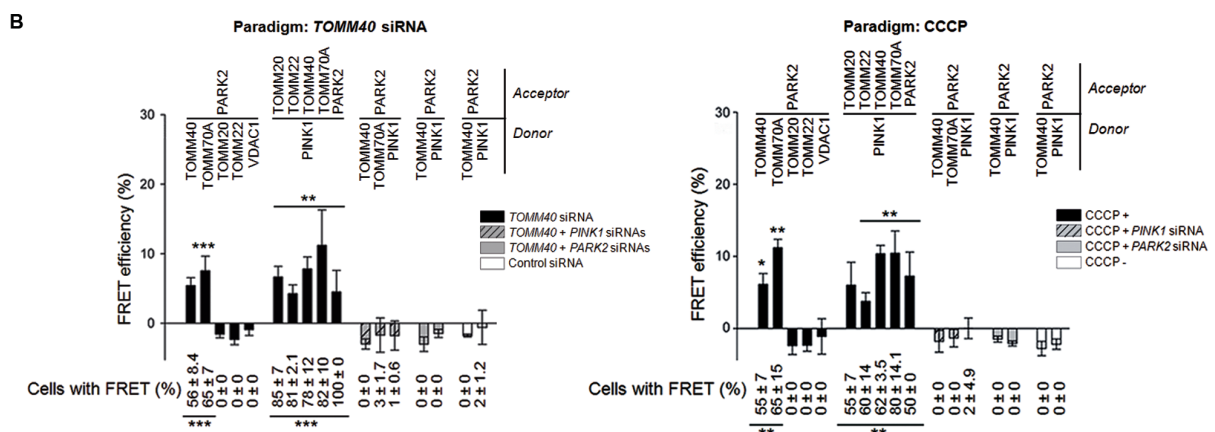 B
Paradigm: TOMM40 siRNA
TOMM20
TOMM22
TOMM40
TOMM70A
PARK2
PARK2
PARK2
PARK2
PARK2
Acceptor
Donor
TOMM40
TOMM70A
TOMM20
TOMM22
VDAC1
PINK1
TOMM40
TOMM70A
PINK1
TOMM40
PINK1
TOMM40
PINK1
FRET efficiency (%)
30
20
10
0
***
**
TOMM40 siRNA
TOMM40 + PINK1 siRNAs
TOMM40 + PARK2 siRNAs
Control siRNA
Cells with FRET (%)
56 ± 8.4
65 ± 7
0 ± 0
0 ± 0
0 ± 0
85 ± 7
81 ± 2.1
78 ± 12
82 ± 10
100 ± 0
0 ± 0
3 ± 1.7
1 ± 0.6
0 ± 0
0 ± 0
0 ± 0
2 ± 1.2
***
***
Paradigm: CCCP
TOMM20
TOMM22
TOMM40
TOMM70A
PARK2
PARK2
PARK2
PARK2
PARK2
Acceptor
Donor
TOMM40
TOMM70A
TOMM20
TOMM22
VDAC1
PINK1
TOMM40
TOMM70A
PINK1
TOMM40
PINK1
TOMM40
PINK1
FRET efficiency (%)
30
20
10
0
*
**
**
CCCP +
CCCP + PINK1 siRNA
CCCP + PARK2 siRNA
CCCP -
Cells with FRET (%)
55 ± 7
65 ± 15
0 ± 0
0 ± 0
0 ± 0
55 ± 7
60 ± 14
62 ± 3.5
80 ± 14.1
50 ± 0
0 ± 0
0 ± 0
2 ± 4.9
0 ± 0
0 ± 0
0 ± 0
0 ± 0
**
**